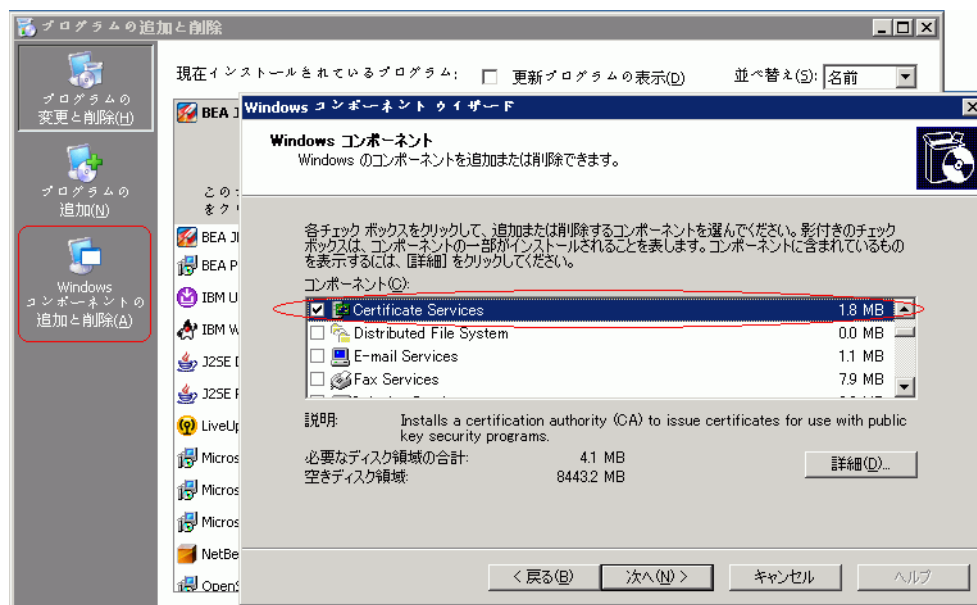 プログラムの追加と削除
プログラムの
変更と削除(H)
プログラムの
追加(N)
Windows
コンポーネントの
追加と削除(A)
現在インストールされているプログラム:
更新プログラムの表示(D)
並べ替え(S):
名前
BEA J
この
をク
BEA JI
BEA P
IBM U
IBM W
J2SE
J2SE
LiveUp
Micros
Micros
Micros
NetBe
OpenS
Windows コンポーネント ウィザード
Windows コンポーネント
Windows のコンポーネントを追加または削除できます。
各チェック ボックスをクリックして、追加または削除するコンポーネントを選んでください。影付きのチェック
ボックスは、コンポーネントの一部がインストールされることを表します。コンポーネントに含まれているもの
を表示するには、[詳細] をクリックしてください。
コンポーネント(C):
Certificate Services 1.8 MB
Distributed File System 0.0 MB
E-mail Services 1.1 MB
Fax Services 7.9 MB
説明: Installs a certification authority (CA) to issue certificates for use with public
key security programs.
必要なディスク領域の合計: 4.1 MB
空きディスク領域: 8443.2 MB
詳細(D)...
< 戻る(B)
次へ(N) >
キャンセル
ヘルプ